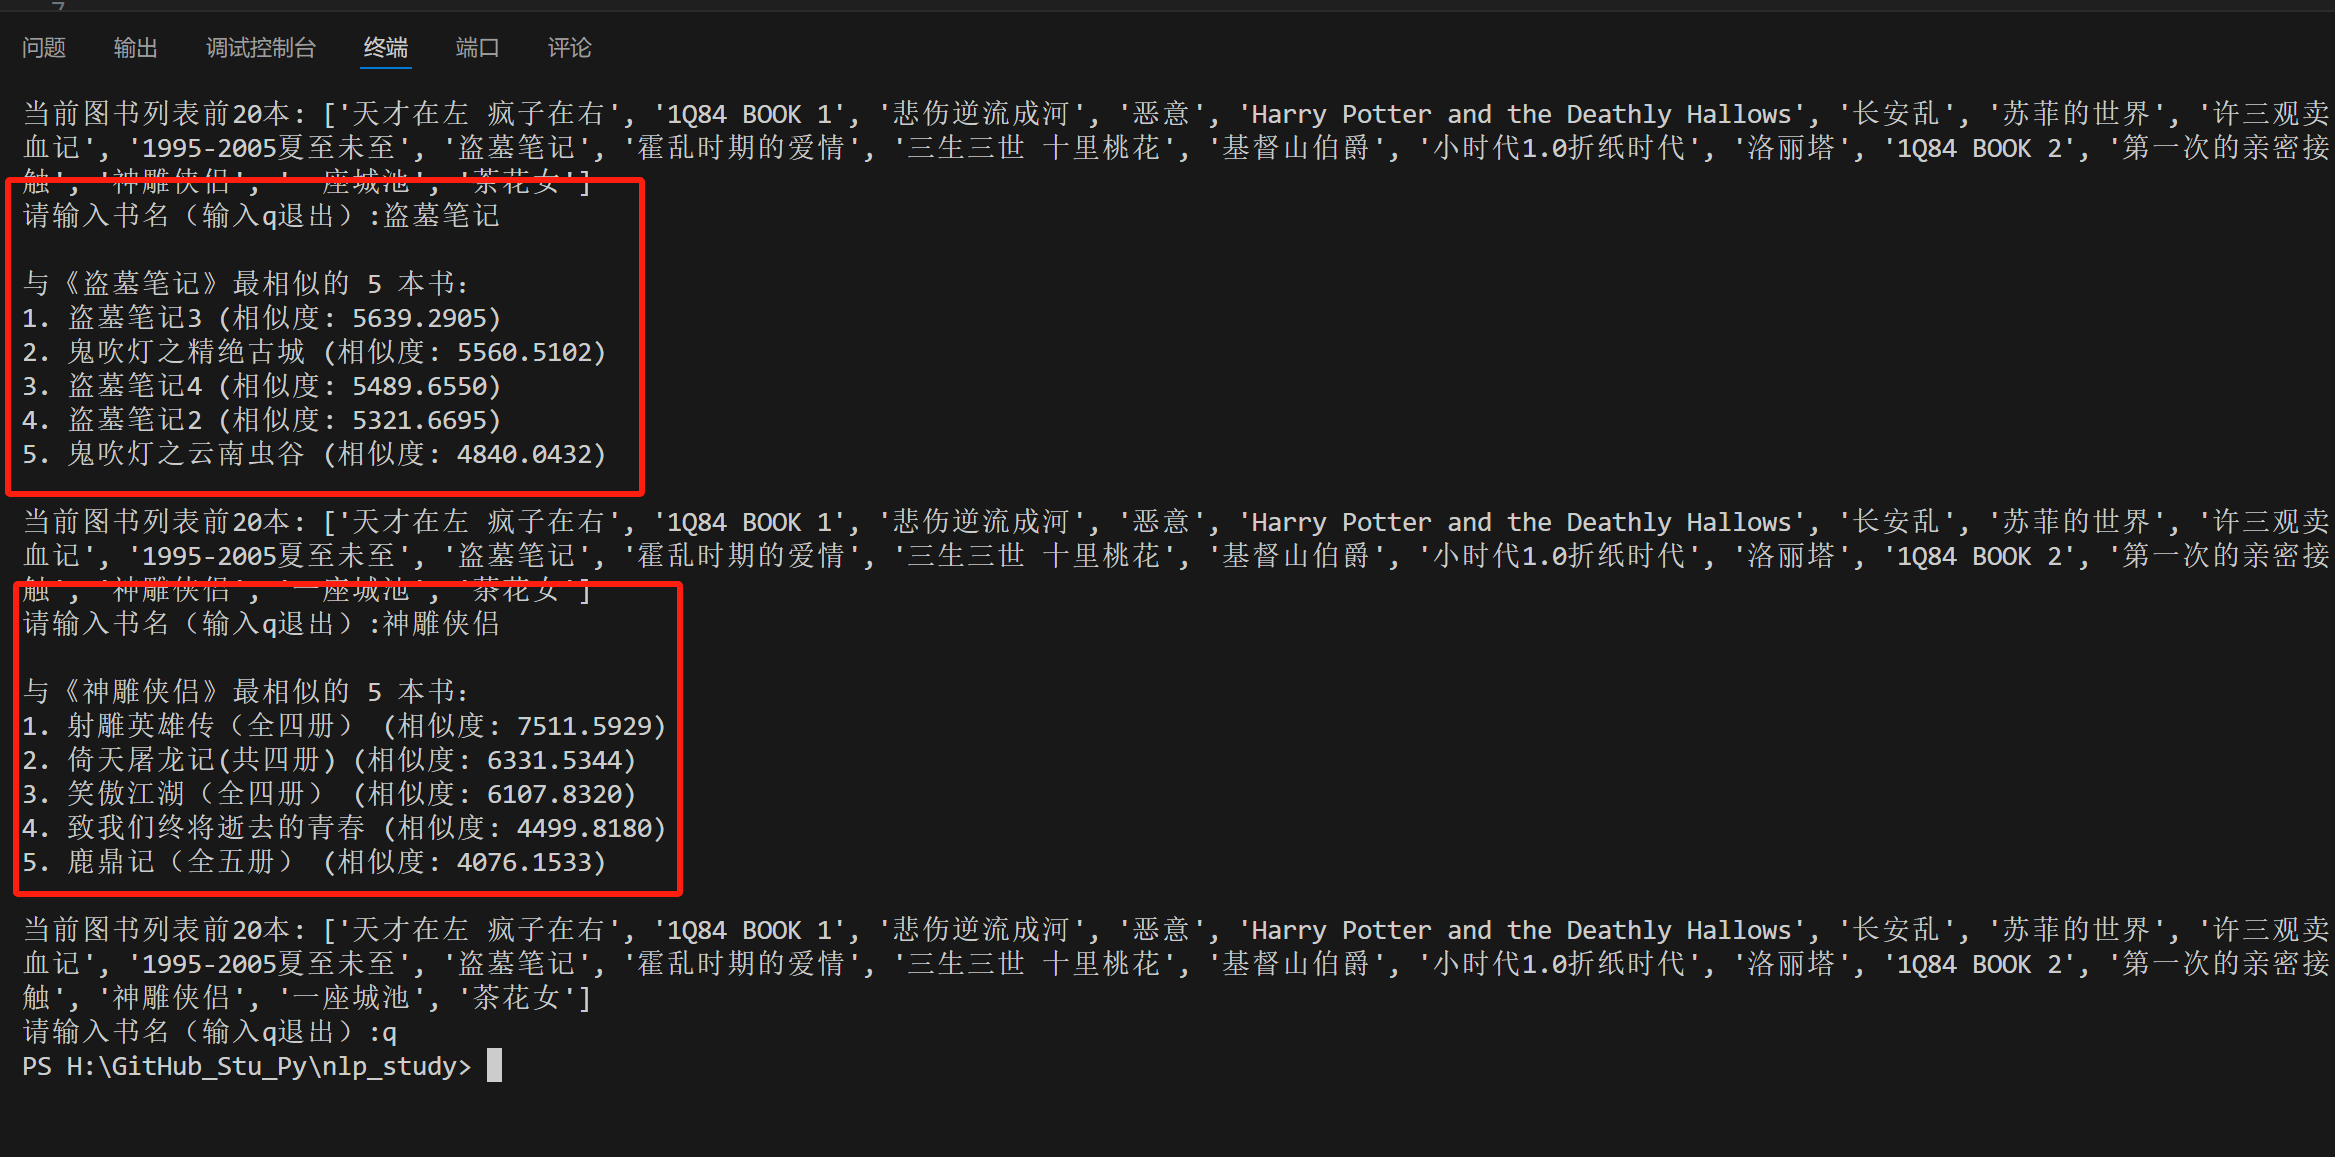 问题 输出 调试控制台 终端 端口 评论
当前图书列表前20本: ['天才在左 疯子在右', '1Q84 BOOK 1', '悲伤逆流成河', '恶意', 'Harry Potter and the Deathly Hallows', '长安乱', '苏菲的世界', '许三观卖
血记', '1995-2005夏至未至', '盗墓笔记', '霍乱时期的爱情', '三生三世 十里桃花', '基督山伯爵', '小时代1.0折纸时代', '洛丽塔', '1Q84 BOOK 2', '第一次的亲密接
触', '神雕侠侣', '一座城池', '茶花女']
请输入书名（输入q退出）:盗墓笔记
与《盗墓笔记》最相似的 5 本书:
1. 盗墓笔记3 (相似度: 5639.2905)
2. 鬼吹灯之精绝古城 (相似度: 5560.5102)
3. 盗墓笔记4 (相似度: 5489.6550)
4. 盗墓笔记2 (相似度: 5321.6695)
5. 鬼吹灯之云南虫谷 (相似度: 4840.0432)
当前图书列表前20本: ['天才在左 疯子在右', '1Q84 BOOK 1', '悲伤逆流成河', '恶意', 'Harry Potter and the Deathly Hallows', '长安乱', '苏菲的世界', '许三观卖
血记', '1995-2005夏至未至', '盗墓笔记', '霍乱时期的爱情', '三生三世 十里桃花', '基督山伯爵', '小时代1.0折纸时代', '洛丽塔', '1Q84 BOOK 2', '第一次的亲密接
触', '神雕侠侣', '一座城池', '茶花女']
请输入书名（输入q退出）:神雕侠侣
与《神雕侠侣》最相似的 5 本书:
1. 射雕英雄传（全四册） (相似度: 7511.5929)
2. 倚天屠龙记(共四册) (相似度: 6331.5344)
3. 笑傲江湖（全四册） (相似度: 6107.8320)
4. 致我们终将逝去的青春 (相似度: 4499.8180)
5. 鹿鼎记（全五册） (相似度: 4076.1533)
当前图书列表前20本: ['天才在左 疯子在右', '1Q84 BOOK 1', '悲伤逆流成河', '恶意', 'Harry Potter and the Deathly Hallows', '长安乱', '苏菲的世界', '许三观卖
血记', '1995-2005夏至未至', '盗墓笔记', '霍乱时期的爱情', '三生三世 十里桃花', '基督山伯爵', '小时代1.0折纸时代', '洛丽塔', '1Q84 BOOK 2', '第一次的亲密接
触', '神雕侠侣', '一座城池', '茶花女']
请输入书名（输入q退出）:q
PS H:\GitHub_Stu_Py\nlp_study>